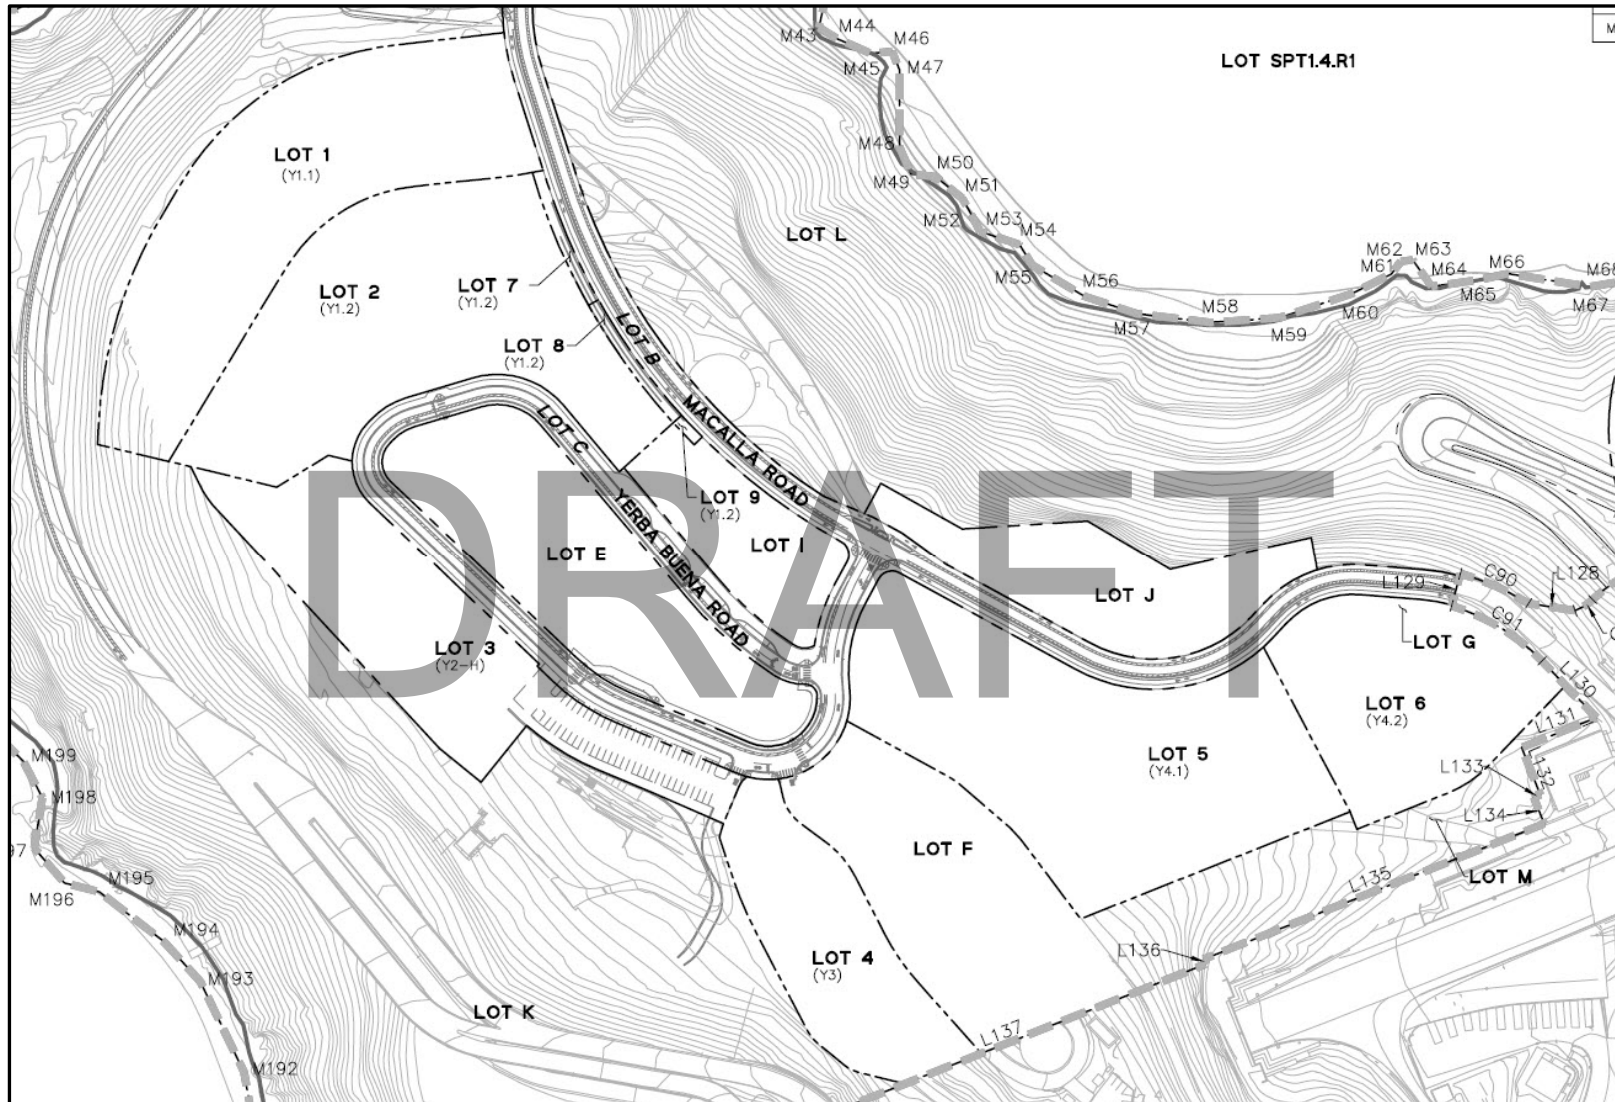 M43
M44
M46
M45
M47
LOT SPT1.4.R1
M
LOT 1
(Y1.1)
M48
M49
M50
M51
M52
M53
M54
LOT L
M55
M56
M57
M58
M59
M60
M61
M62
M63
M64
M65
M66
M67
M68
LOT 2
(Y1.2)
LOT 7
(Y1.2)
LOT 8
(Y1.2)
LOT B
MACALLA ROAD
LOT C
YERBA BUENA ROAD
LOT 9
(Y1.2)
LOT I
LOT E
DRAFT
LOT J
L129
C90
L128
C91
LOT G
LOT 3
(Y2-H)
L130
L131
LOT 6
(Y4.2)
LOT 5
(Y4.1)
L132
L133
L134
M199
M198
97
M195
M196
M194
M193
M192
LOT F
LOT M
L135
L136
LOT 4
(Y3)
LOT K
L137